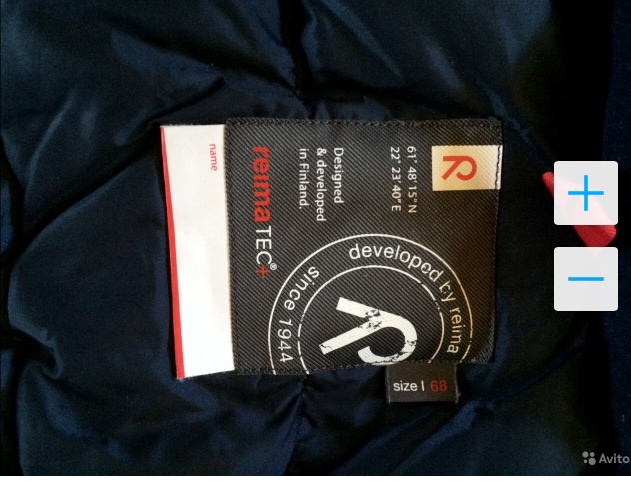 name
reima TEC+®
Designed
& developed
in Finland.
61° 48' 15" N
22° 23' 40" E
developed by reima
since 1944
size | 68
Avito